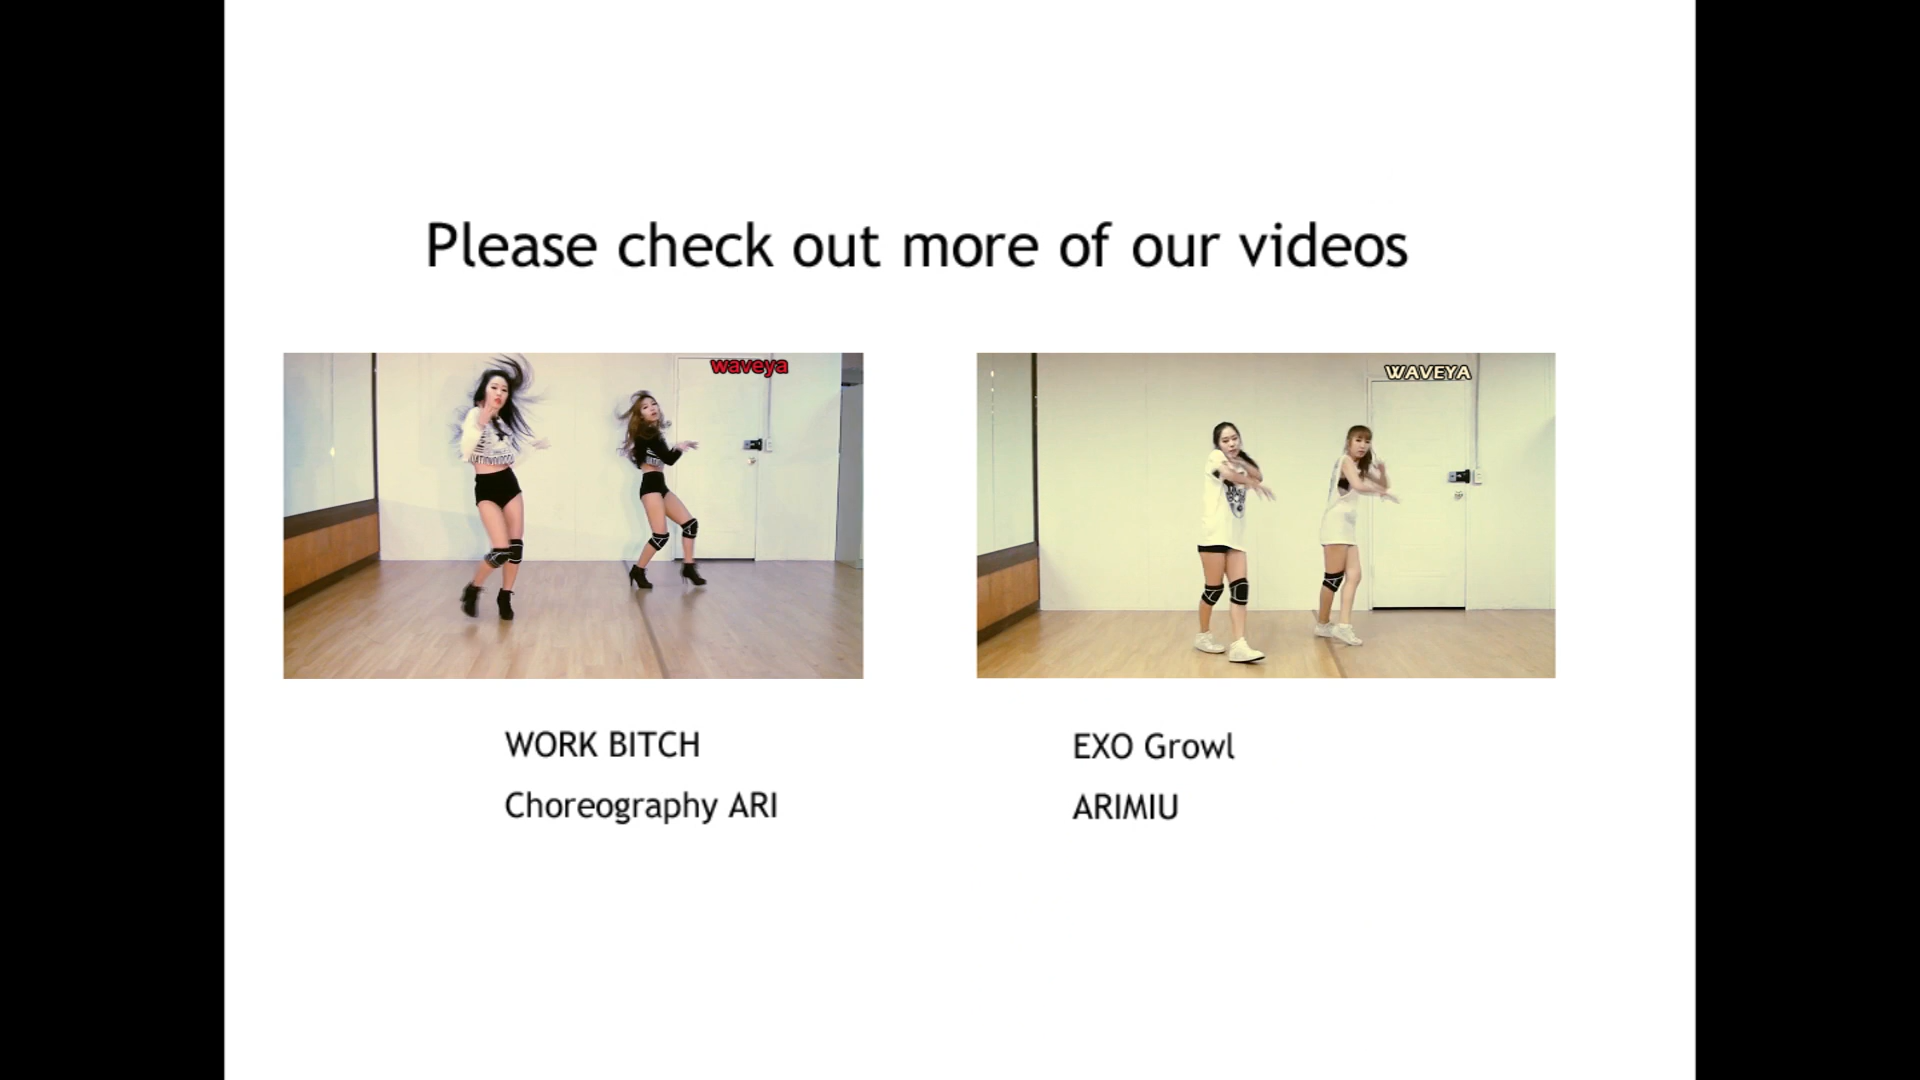 Please check out more of our videos
waveya
WAVEYA
WORK BITCH
Choreography ARI
EXO Growl
ARIMIU